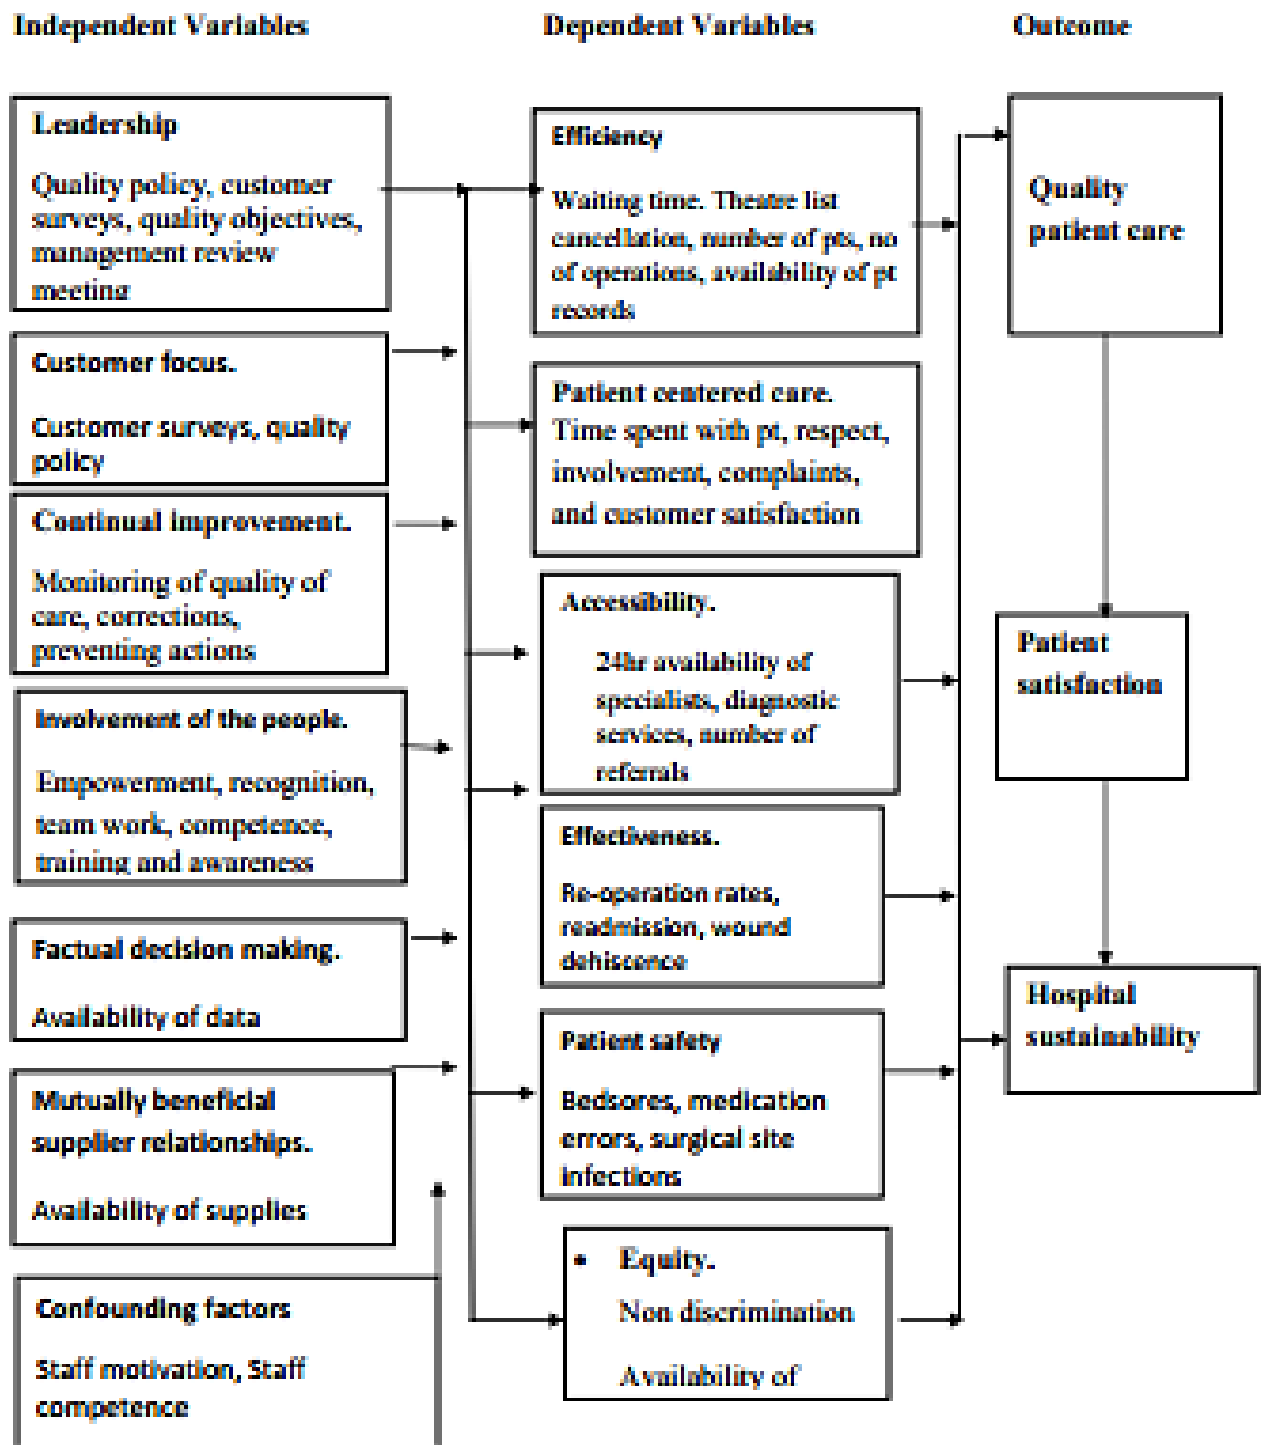 Independent Variables
Dependent Variables
Outcome
Leadership
Quality policy, customer
surveys, quality objectives,
management review
meeting
Customer focus.
Customer surveys, quality
policy
Continual improvement.
Monitoring of quality of
care, corrections,
preventing actions
Involvement of the people.
Empowerment, recognition,
team work, competence,
training and awareness
Factual decision making.
Availability of data
Mutually beneficial
supplier relationships.
Availability of supplies
Confounding factors
Staff motivation, Staff
competence
Efficiency
Waiting time. Theatre list
cancellation, number of pts, no
of operations, availability of pt
records
Patient centered care.
Time spent with pt, respect,
involvement, complaints,
and customer satisfaction
Accessibility.
24hr availability of
specialists, diagnostic
services, number of
referrals
Effectiveness.
Re-operation rates,
readmission, wound
dehiscence
Patient safety
Bedsores, medication
errors, surgical site
infections
• Equity.
Non discrimination
Availability of
Quality
patient care
Patient
satisfaction
Hospital
sustainability